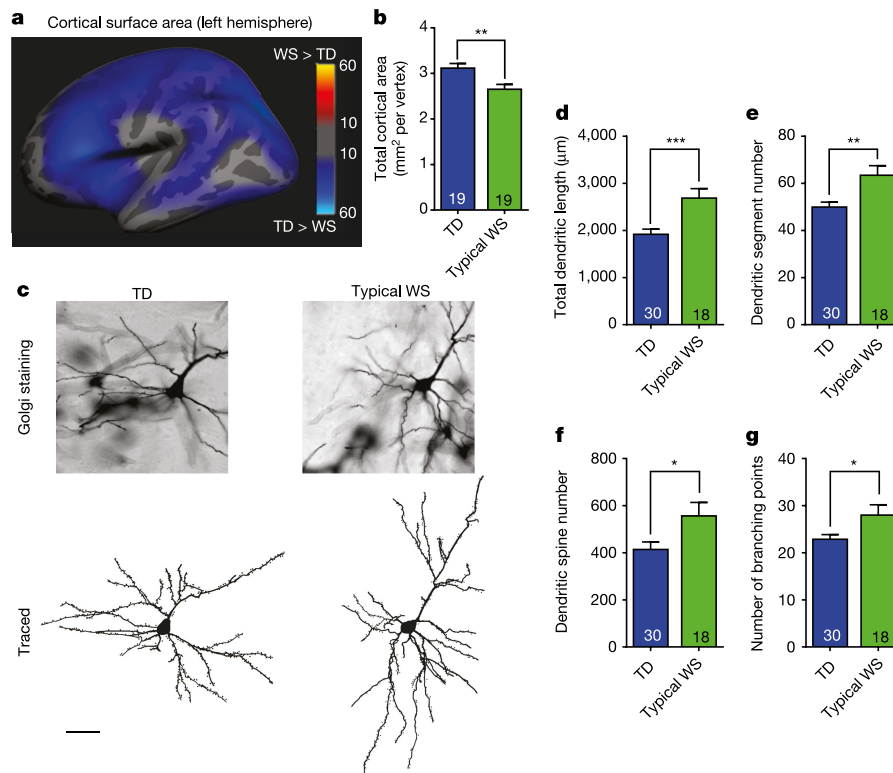 a
Cortical surface area (left hemisphere)
WS > TD
60
10
10
60
TD > WS
b
**
Total cortical area
(mm² per vertex)
4
3
2
1
0
19
19
TD
Typical WS
c
TD
Typical WS
Golgi staining
Traced
d
***
Total dendritic length (μm)
4,000
3,000
2,000
1,000
30
18
TD
Typical WS
e
**
Dendritic segment number
80
60
40
20
0
30
18
TD
Typical WS
f
*
Dendritic spine number
800
600
400
200
0
30
18
TD
Typical WS
g
*
Number of branching points
40
30
20
10
0
30
18
TD
Typical WS